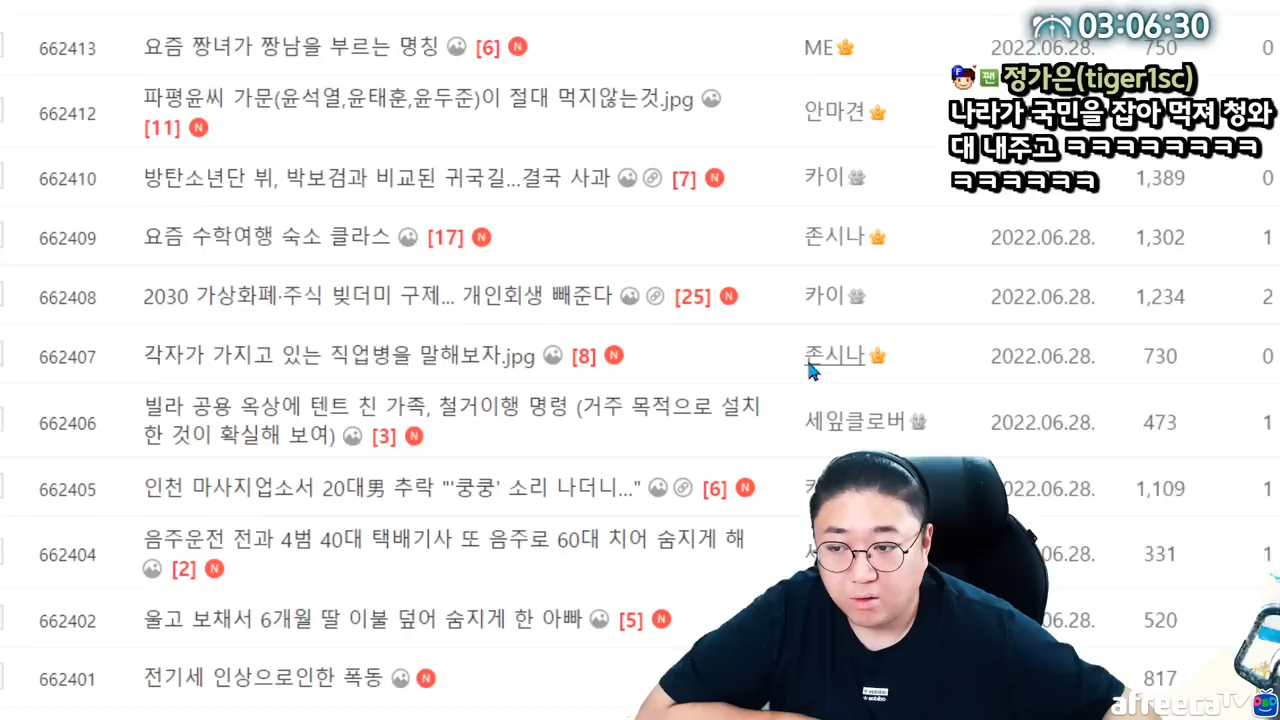 03:06:30
662413 요즘 짱녀가 짱남을 부르는 명칭 [6] N ME 2022.06.28. 750 0
팬 정가은(tiger1sc)
나라가 국민을 잡아 먹져 청와
대 내주고 ㅋㅋㅋㅋㅋㅋㅋㅋ
ㅋㅋㅋㅋㅋㅋ
662412 파평윤씨 가문(윤석열,윤태훈,윤두준)이 절대 먹지않는것.jpg
[11] N 안마견
662410 방탄소년단 뷔, 박보검과 비교된 귀국길...결국 사과 [7] N 카이 1,389 0
662409 요즘 수학여행 숙소 클라스 [17] N 존시나 2022.06.28. 1,302 1
662408 2030 가상화폐·주식 빚더미 구제... 개인회생 빼준다 [25] N 카이 2022.06.28. 1,234 2
662407 각자가 가지고 있는 직업병을 말해보자.jpg [8] N 존시나 2022.06.28. 730 0
662406 빌라 공용 옥상에 텐트 친 가족, 철거이행 명령 (거주 목적으로 설치
한 것이 확실해 보여) [3] N 세잎클로버 2022.06.28. 473 1
662405 인천 마사지업소서 20대男 추락 "'쿵쿵' 소리 나더니..." [6] N 022.06.28. 1,109 1
662404 음주운전 전과 4범 40대 택배기사 또 음주로 60대 치어 숨지게 해
[2] N 06.28. 331 1
662402 울고 보채서 6개월 딸 이불 덮어 숨지게 한 아빠 [5] N 06.28. 520
662401 전기세 인상으로인한 폭동 N 817
afreecaTV